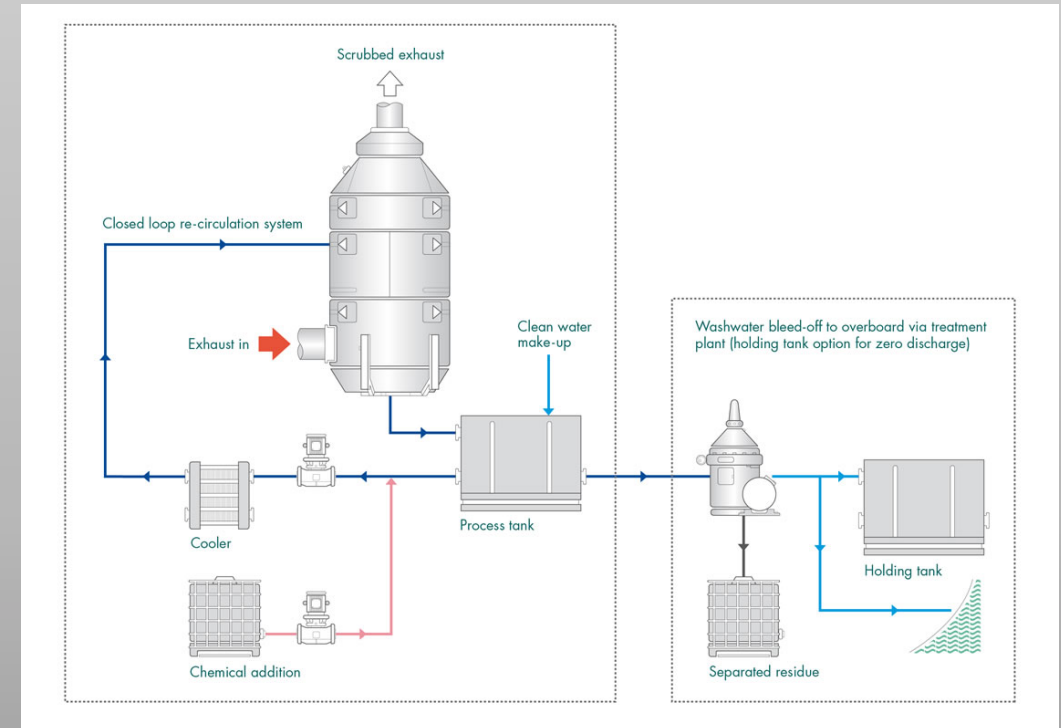 Scrubbed exhaust
Closed loop re-circulation system
Exhaust in
Clean water
make-up
Washwater bleed-off to overboard via treatment
plant (holding tank option for zero discharge)
Process tank
Cooler
Holding tank
Chemical addition
Separated residue